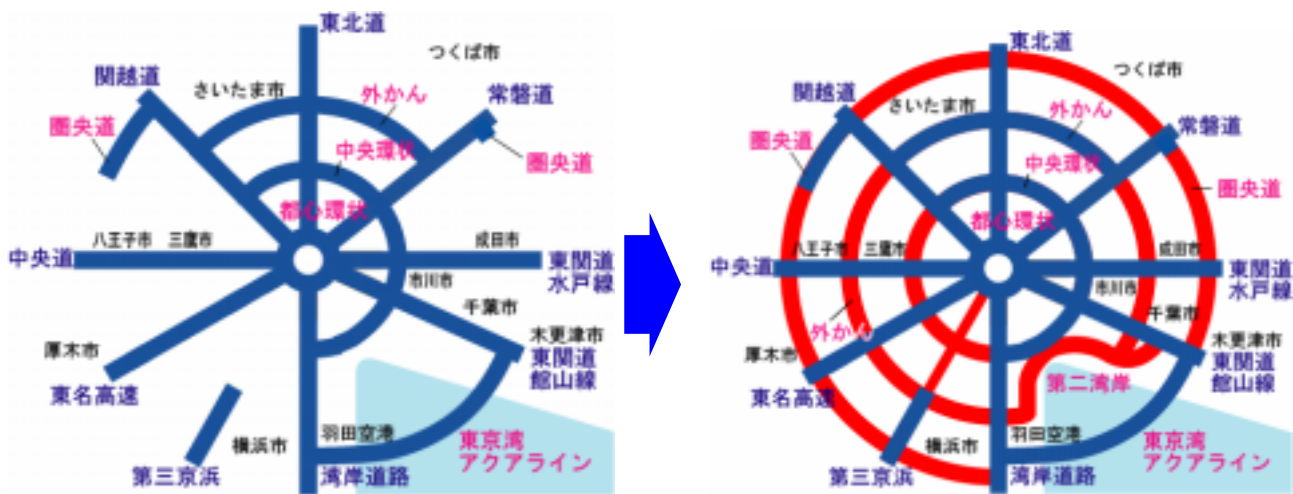 東北道
つくば市
関越道
さいたま市
外かん
常磐道
圏央道
中央環状
圏央道
都心環状
八王子市
三鷹市
成田市
中央道
東関道
水戸線
市川市
千葉市
厚木市
木更津市
東関道
館山線
東名高速
横浜市
羽田空港
東京湾
アクアライン
第三京浜
湾岸道路
東北道
つくば市
関越道
さいたま市
外かん
常磐道
圏央道
中央環状
圏央道
都心環状
八王子市
三鷹市
成田市
中央道
東関道
水戸線
市川市
千葉市
外かん
厚木市
木更津市
東関道
館山線
第二湾岸
東名高速
横浜市
羽田空港
東京湾
アクアライン
第三京浜
湾岸道路